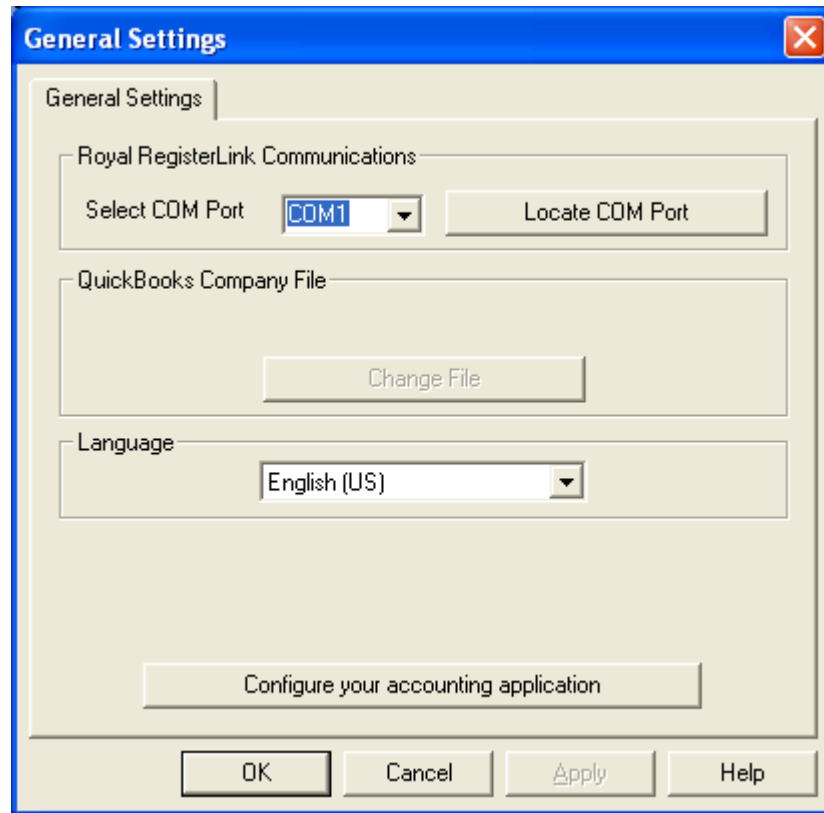 General Settings
General Settings
Royal RegisterLink Communications
Select COM Port COM1 Locate COM Port
QuickBooks Company File
Change File
Language
English (US)
Configure your accounting application
OK Cancel Apply Help